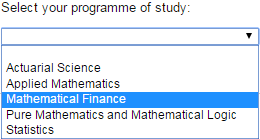 Select your programme of study:
Actuarial Science
Applied Mathematics
Mathematical Finance
Pure Mathematics and Mathematical Logic
Statistics